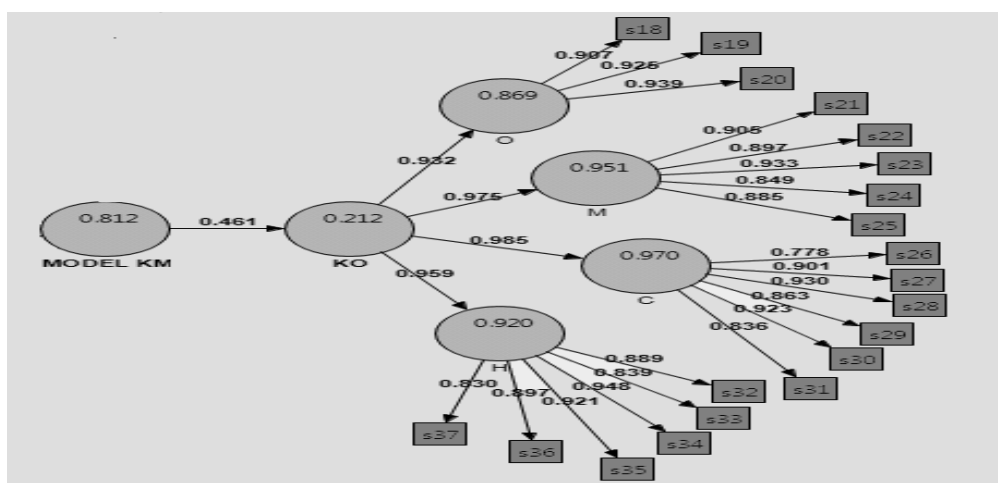 s18
0.907
s19
0.925
0.869
0.939
s20
O
s21
0.905
0.932
0.897
s22
0.951
0.933
s23
0.975
0.849
s24
M
0.885
s25
0.812
0.461
0.212
MODEL KM
KO
0.985
0.970
0.778
s26
0.901
s27
0.930
s28
C
0.863
s29
0.923
s30
0.836
s31
0.959
0.920
H
0.889
s32
0.839
s33
0.948
s34
0.921
s35
0.897
s36
0.830
s37